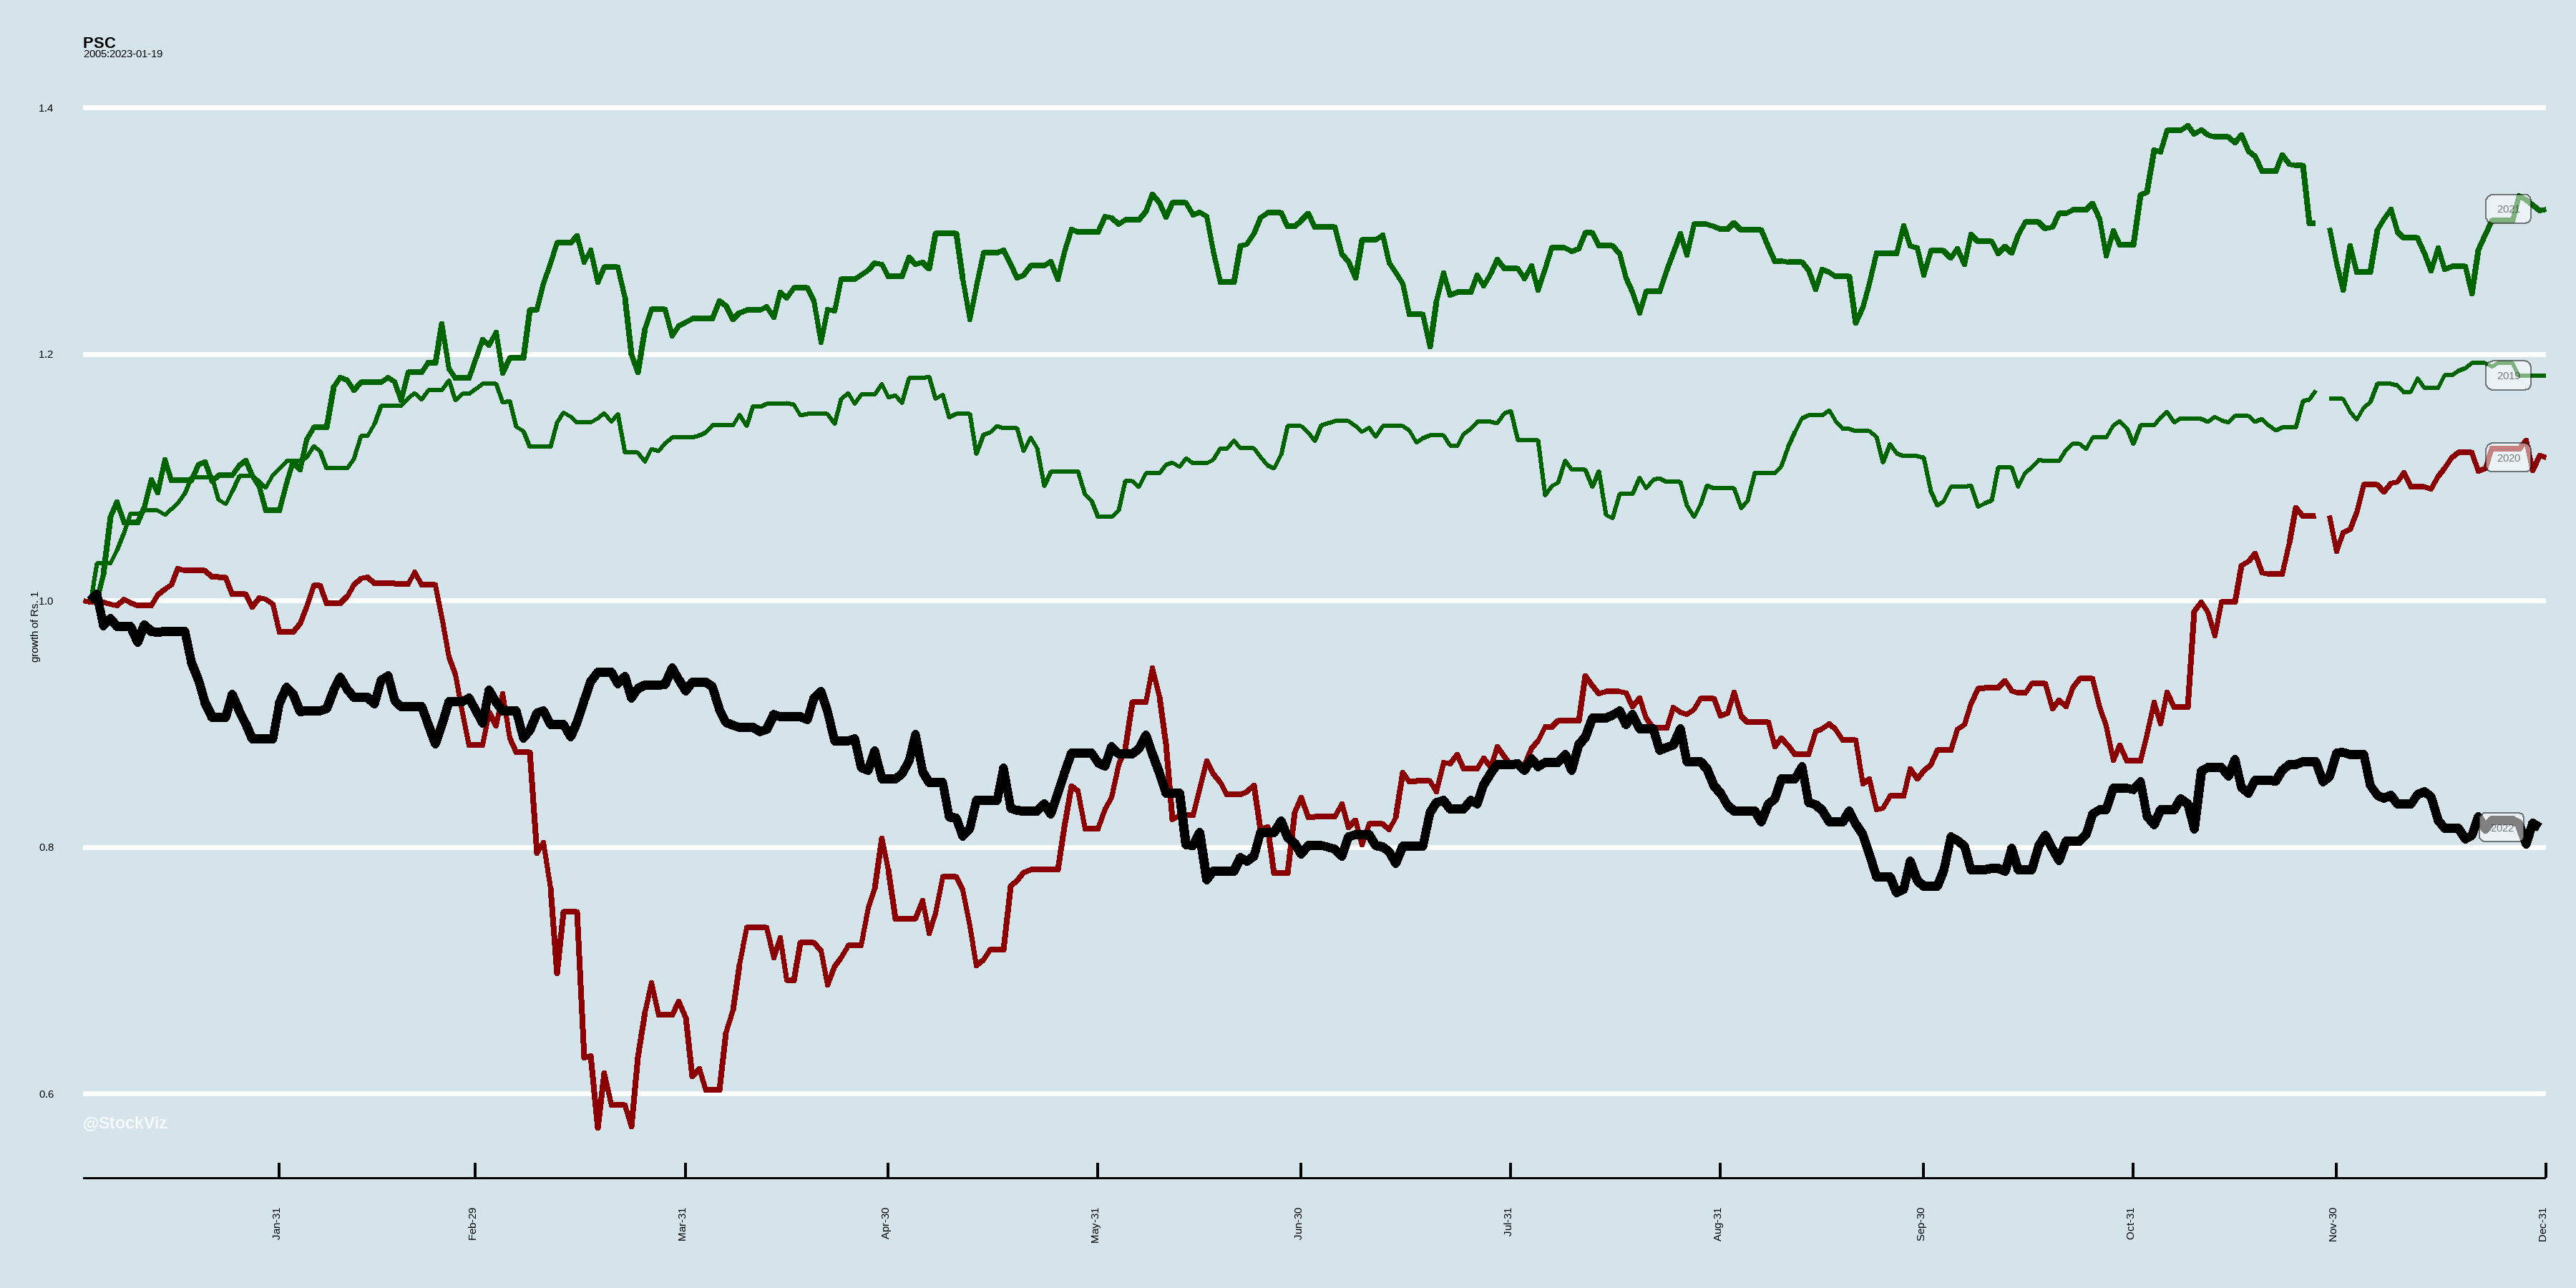 PSC
2005:2023-01-19
1.4
1.2
1.0
0.8
0.6
growth of Rs. 1
2021
2019
2020
2022
@StockViz
Jan-31
Feb-29
Mar-31
Apr-30
May-31
Jun-30
Jul-31
Aug-31
Sep-30
Oct-31
Nov-30
Dec-31